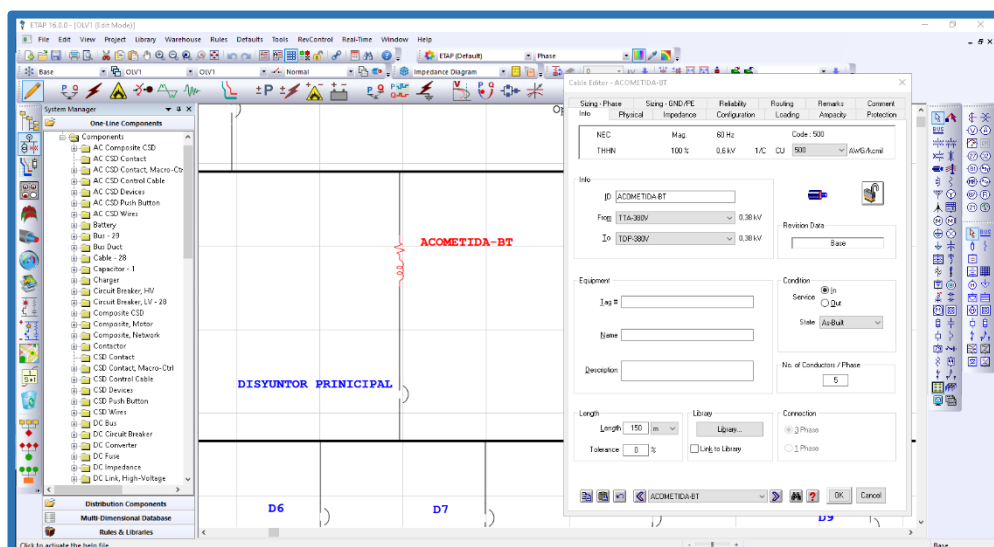 ETAP 16.0.0 - [OLV1 (Edit Mode)]
File Edit View Project Library Warehouse Rules Defaults Tools RevControl Real-Time Window Help
ETAP (Default) Phase
Base OLV1 OLV1 Normal Impedance Diagram 0
System Manager
One-Line Components
Components
AC Composite CSD
AC CSD Contact
AC CSD Contact, Macro-Ctr
AC CSD Control Cable
AC CSD Devices
AC CSD Push Button
AC CSD Wires
Battery
Bus - 29
Bus Duct
Cable - 28
Capacitor - 1
Charger
Circuit Breaker, HV
Circuit Breaker, LV - 28
Composite CSD
Composite, Motor
Composite, Network
Contactor
CSD Contact
CSD Contact, Macro-Ctrl
CSD Control Cable
CSD Devices
CSD Push Button
CSD Wires
DC Bus
DC Circuit Breaker
DC Converter
DC Fuse
DC Impedance
DC Link, High-Voltage
Distribution Components
Multi-Dimensional Database
Rules & Libraries
Click to activate the help file
ACOMETIDA-BT
DISYUNTOR PRINICIPAL
D6
D7
D9
Cable Editor - ACOMETIDA-BT
Sizing - Phase Sizing - GND/PE Reliability Routing Remarks Comment
Info Physical Impedance Configuration Loading Ampacity Protection
NEC Mag. 60 Hz Code : 500
THHN 100 % 0,6 kV 1/C CU 500 AWG/kcmil
Info
ID ACOMETIDA-BT
From TTA-380V 0,38 kV
To TDP-380V 0,38 kV
Revision Data
Base
Equipment
Tag #
Name
Description
Condition
Service In
Out
State As-Built
No. of Conductors / Phase
5
Length
Length 150 m
Tolerance 0 %
Library
Library...
Link to Library
Connection
3 Phase
1 Phase
ACOMETIDA-BT OK Cancel
Base